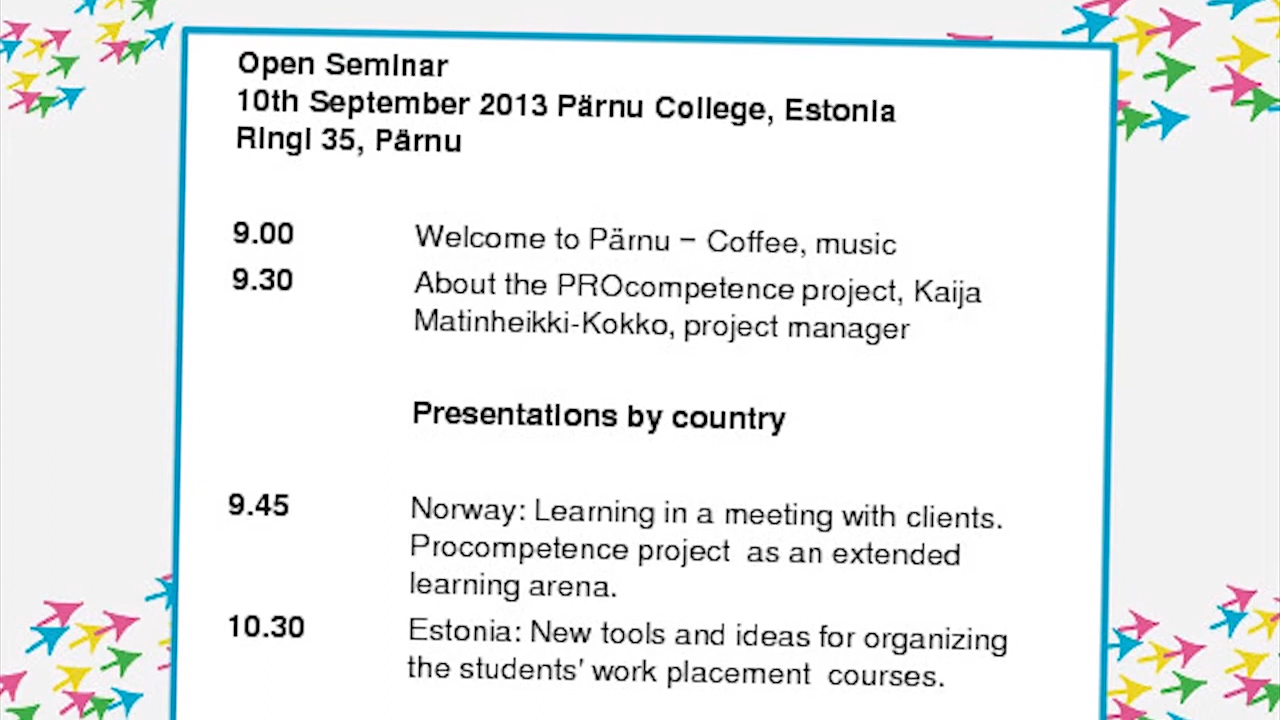 Open Seminar
10th September 2013 Pärnu College, Estonia
Ringi 35, Pärnu
9.00 Welcome to Pärnu – Coffee, music
9.30 About the PROcompetence project, Kaija
Matinheikki-Kokko, project manager
Presentations by country
9.45 Norway: Learning in a meeting with clients.
Procompetence project as an extended
learning arena.
10.30 Estonia: New tools and ideas for organizing
the students' work placement courses.